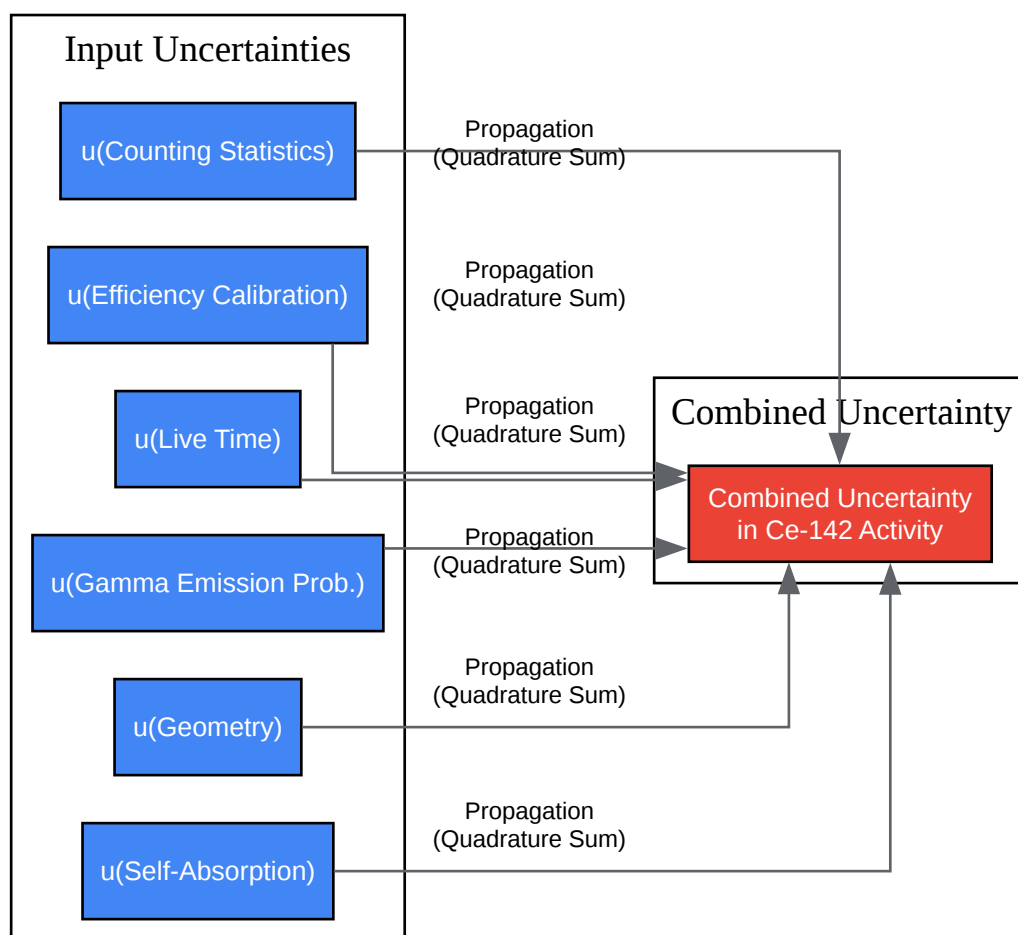 Input Uncertainties
u(Counting Statistics)
Propagation
(Quadrature Sum)
u(Efficiency Calibration)
Propagation
(Quadrature Sum)
u(Live Time)
Propagation
(Quadrature Sum)
Combined Uncertainty
Combined Uncertainty
in Ce-142 Activity
u(Gamma Emission Prob.)
Propagation
(Quadrature Sum)
u(Geometry)
Propagation
(Quadrature Sum)
u(Self-Absorption)
Propagation
(Quadrature Sum)